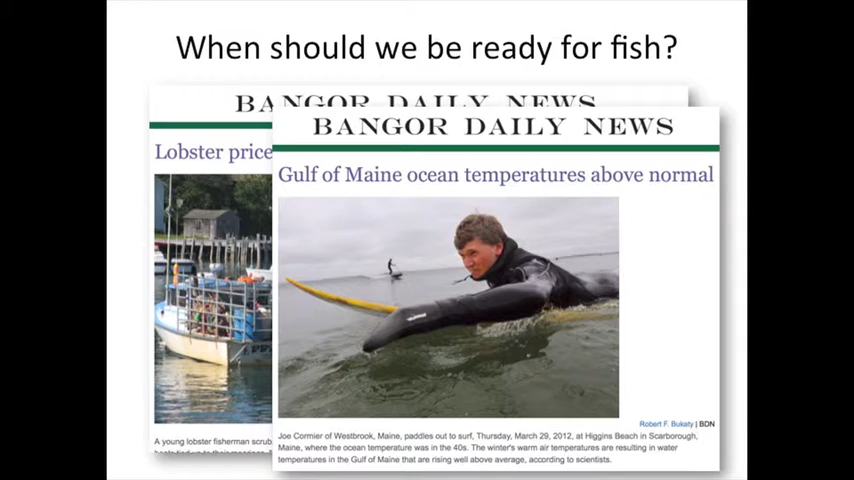 When should we be ready for fish?
BANGOR DAILY NEWS
BANGOR DAILY NEWS
Lobster price
Gulf of Maine ocean temperatures above normal
Robert F. Bukaty | BDN
Joe Cormier of Westbrook, Maine, paddles out to surf, Thursday, March 29, 2012, at Higgins Beach in Scarborough,
Maine, where the ocean temperature was in the 40s. The winter's warm air temperatures are resulting in water
temperatures in the Gulf of Maine that are rising well above average, according to scientists.
A young lobster fisherman scrub